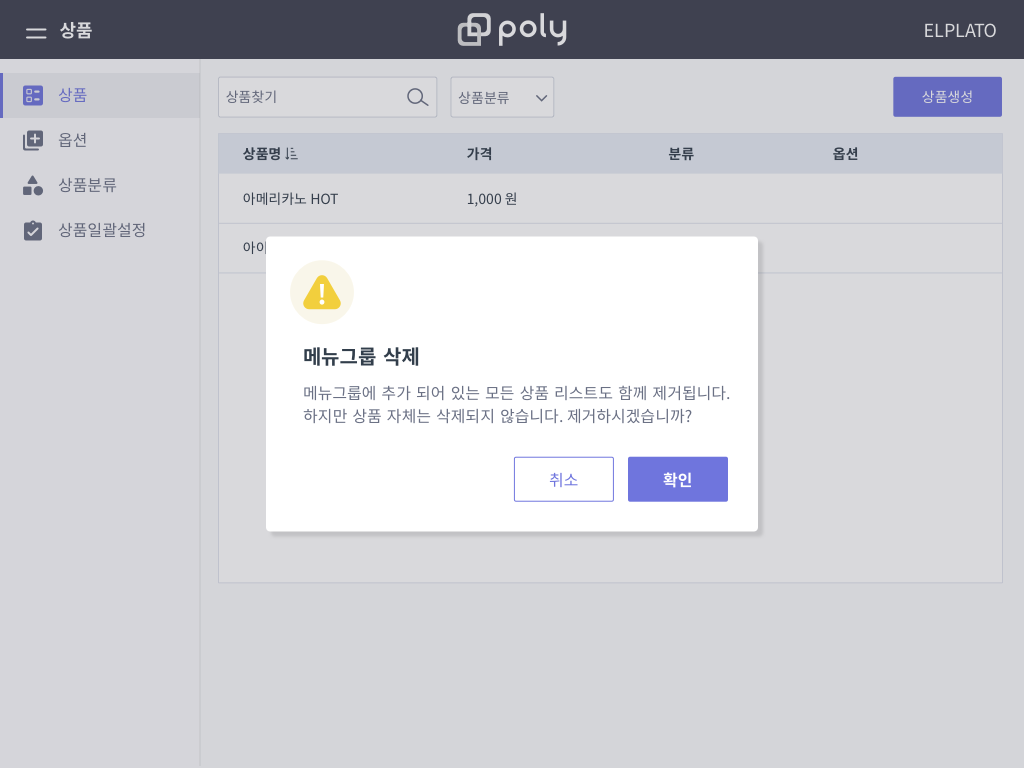 상품
poly
ELPLATO
상품
옵션
상품분류
상품일괄설정
상품찾기
상품분류
상품생성
상품명
가격
분류
옵션
아메리카노 HOT
1,000 원
메뉴그룹 삭제
메뉴그룹에 추가 되어 있는 모든 상품 리스트도 함께 제거됩니다.
하지만 상품 자체는 삭제되지 않습니다. 제거하시겠습니까?
취소
확인